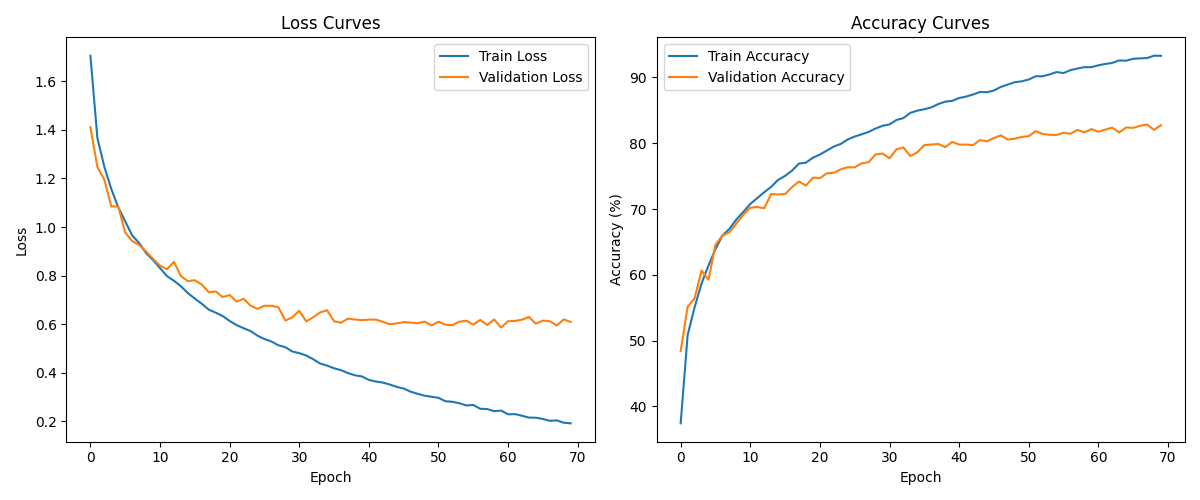 Loss Curves
Train Loss
Validation Loss
1.6
1.4
1.2
1.0
0.8
0.6
0.4
0.2
Loss
0 10 20 30 40 50 60 70
Epoch
Accuracy Curves
Train Accuracy
Validation Accuracy
90
80
70
60
50
40
Accuracy (%)
0 10 20 30 40 50 60 70
Epoch